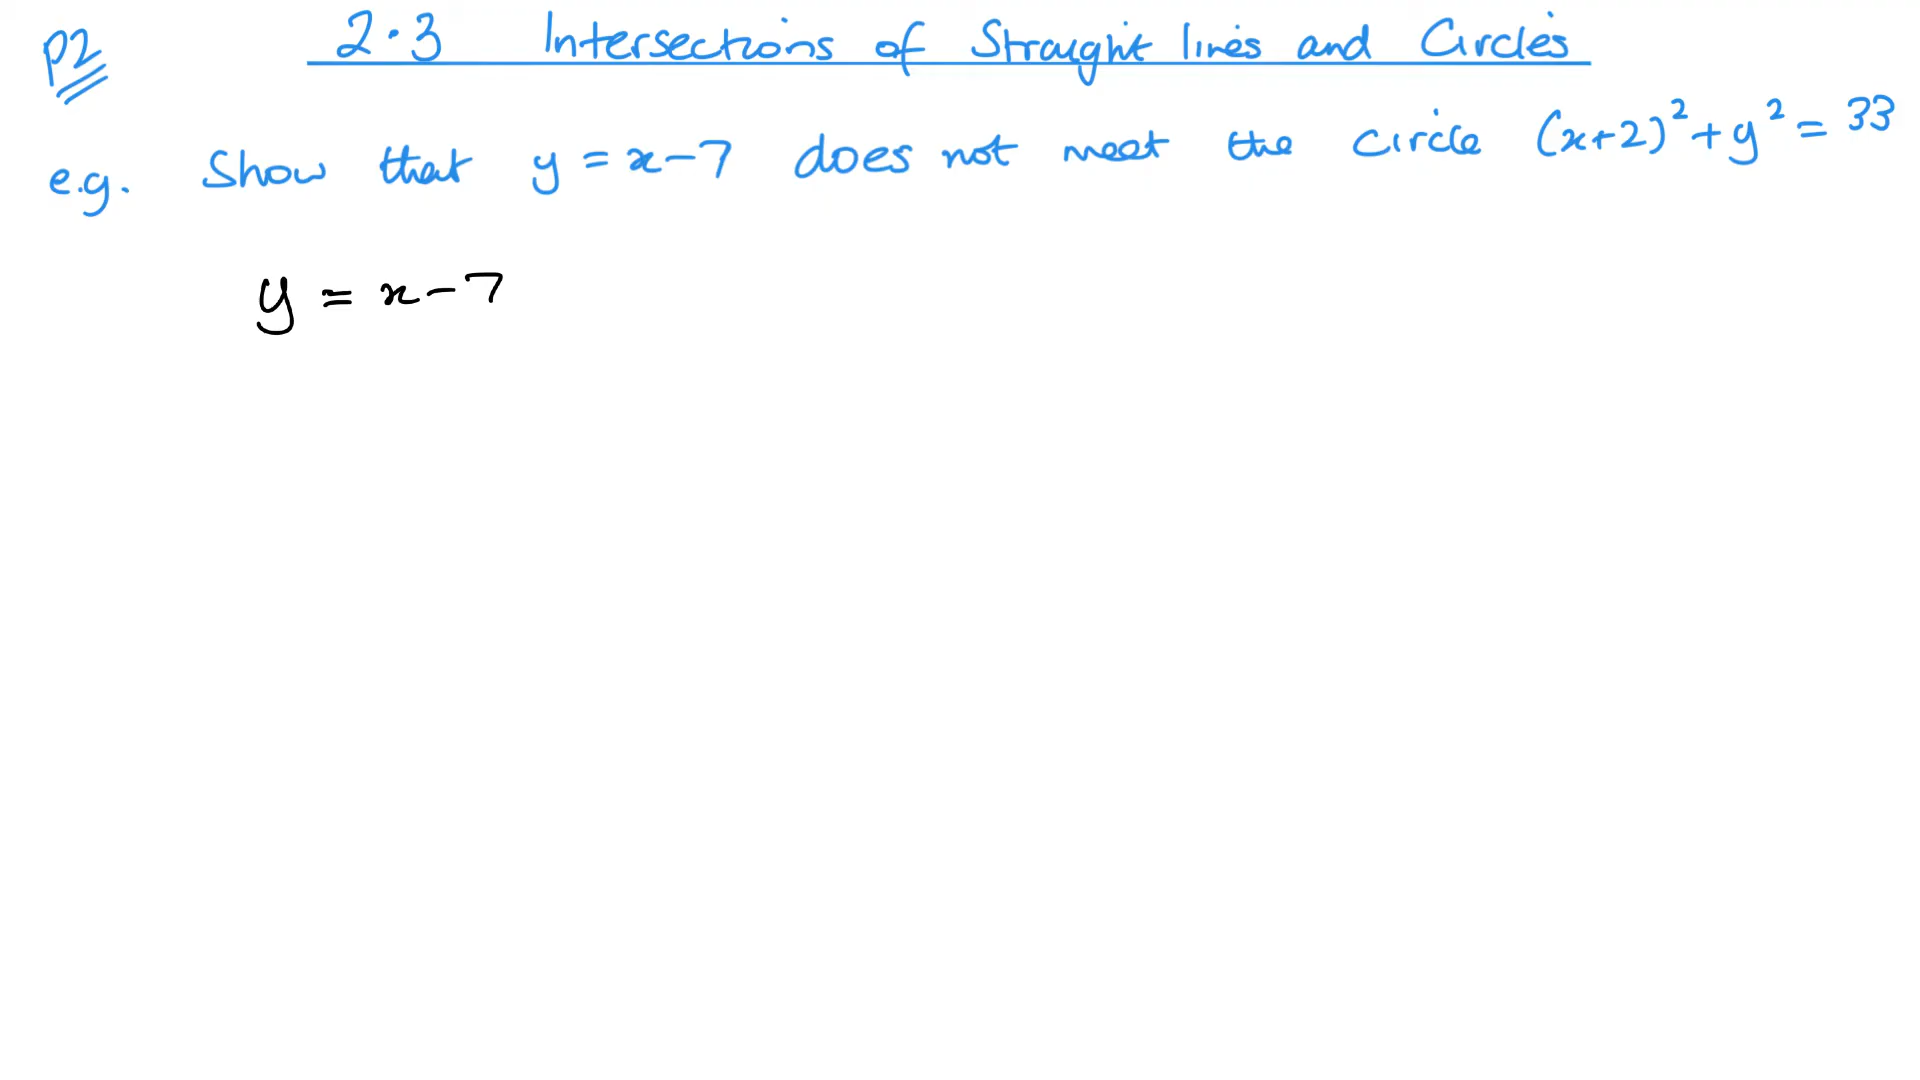 P2
2.3 Intersections of Straight lines and Circles
e.g. Show that y = x-7 does not meet the circle (x+2)² + y² = 33
y = x-7